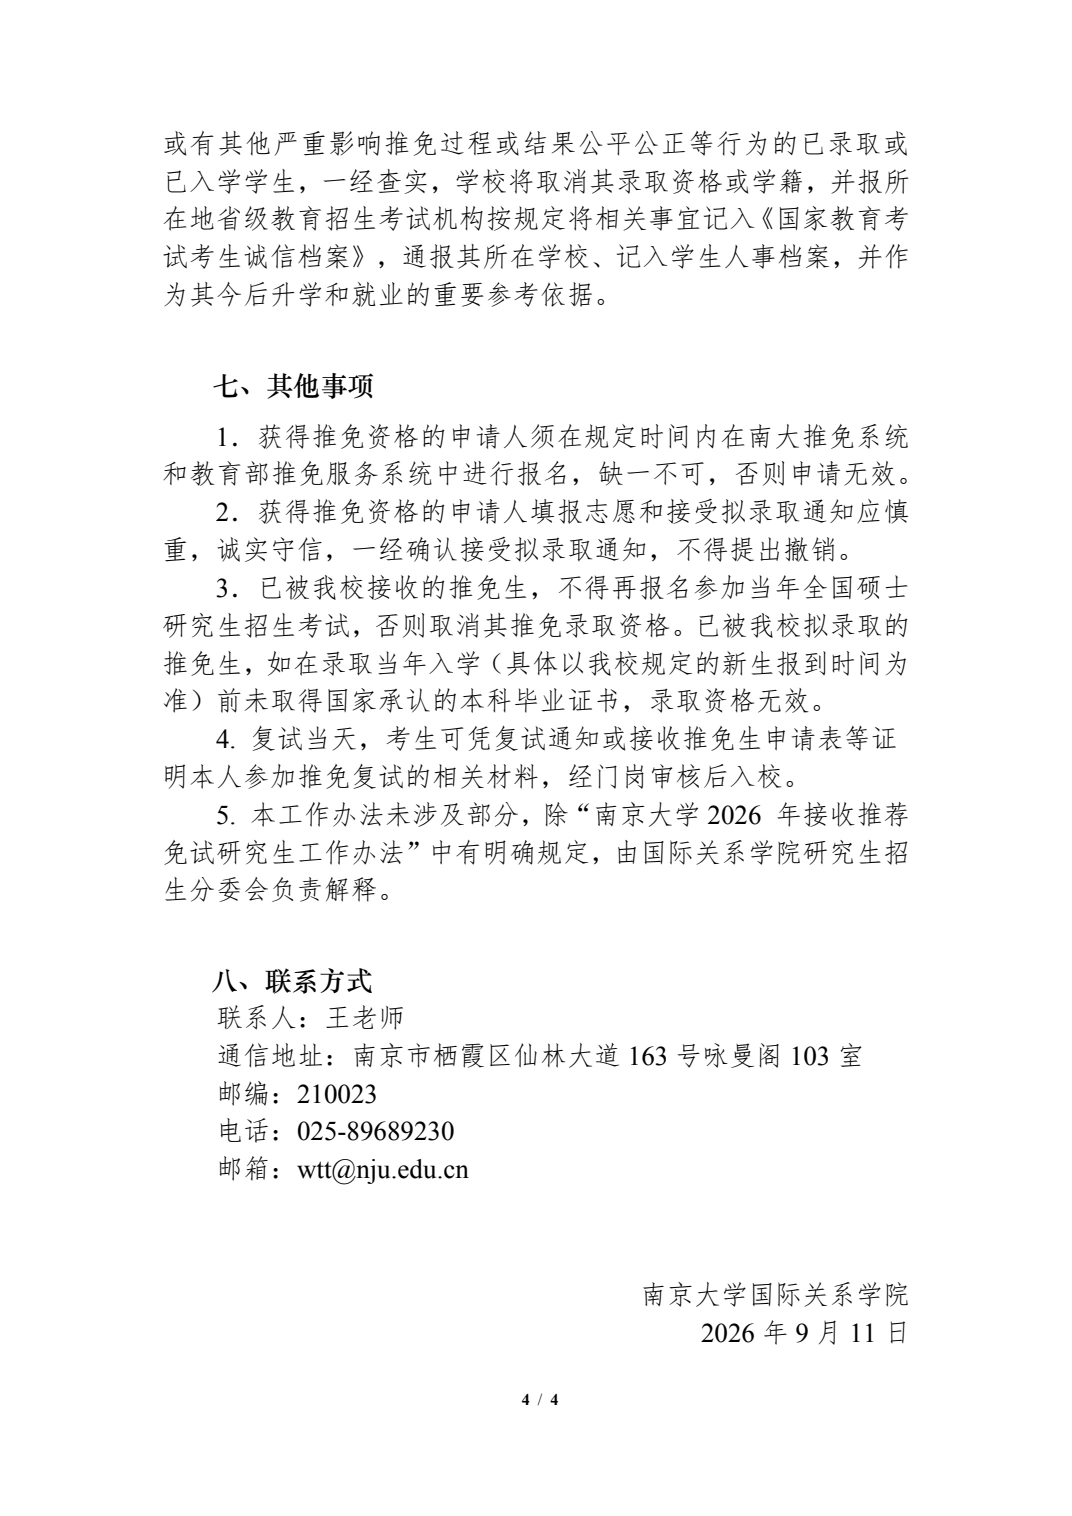 或有其他严重影响推免过程或结果公平公正等行为的已录取或
已入学学生，一经查实，学校将取消其录取资格或学籍，并报所
在地省级教育招生考试机构按规定将相关事宜记入《国家教育考
试考生诚信档案》，通报其所在学校、记入学生人事档案，并作
为其今后升学和就业的重要参考依据。
七、其他事项
1．获得推免资格的申请人须在规定时间内在南大推免系统
和教育部推免服务系统中进行报名，缺一不可，否则申请无效。
2．获得推免资格的申请人填报志愿和接受拟录取通知应慎
重，诚实守信，一经确认接受拟录取通知，不得提出撤销。
3．已被我校接收的推免生，不得再报名参加当年全国硕士
研究生招生考试，否则取消其推免录取资格。已被我校拟录取的
推免生，如在录取当年入学（具体以我校规定的新生报到时间为
准）前未取得国家承认的本科毕业证书，录取资格无效。
4. 复试当天，考生可凭复试通知或接收推免生申请表等证
明本人参加推免复试的相关材料，经门岗审核后入校。
5. 本工作办法未涉及部分，除“南京大学 2026 年接收推荐
免试研究生工作办法”中有明确规定，由国际关系学院研究生招
生分委会负责解释。
八、联系方式
联系人：王老师
通信地址：南京市栖霞区仙林大道 163 号咏曼阁 103 室
邮编：210023
电话：025-89689230
邮箱：wtt@nju.edu.cn
南京大学国际关系学院
2026 年 9 月 11 日
4 / 4